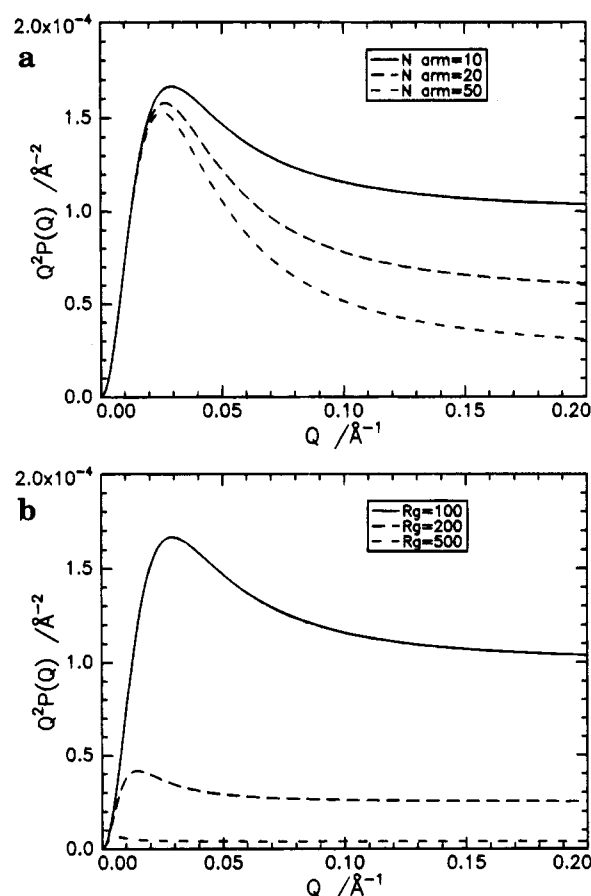 a
2.0x10⁻⁴
1.5
1.0
0.5
0.0
Q²P(Q) /Å⁻²
N arm=10
N arm=20
N arm=50
0.00 0.05 0.10 0.15 0.20
Q /Å⁻¹
b
2.0x10⁻⁴
1.5
1.0
0.5
0.0
Q²P(Q) /Å⁻²
Rg=100
Rg=200
Rg=500
0.00 0.05 0.10 0.15 0.20
Q /Å⁻¹